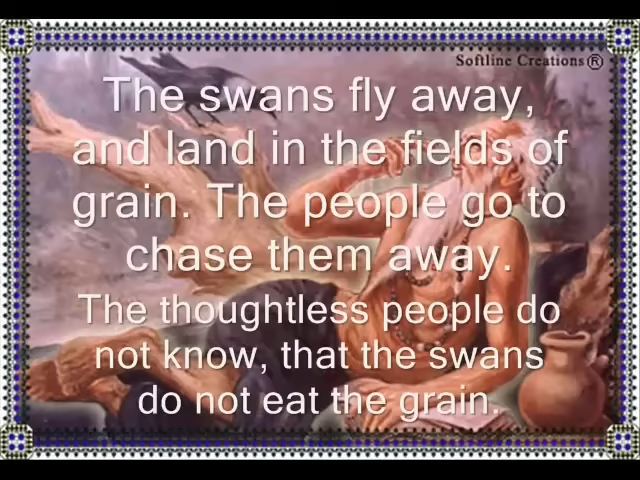 Softline Creations®
The swans fly away,
and land in the fields of
grain. The people go to
chase them away.
The thoughtless people do
not know, that the swans
do not eat the grain.